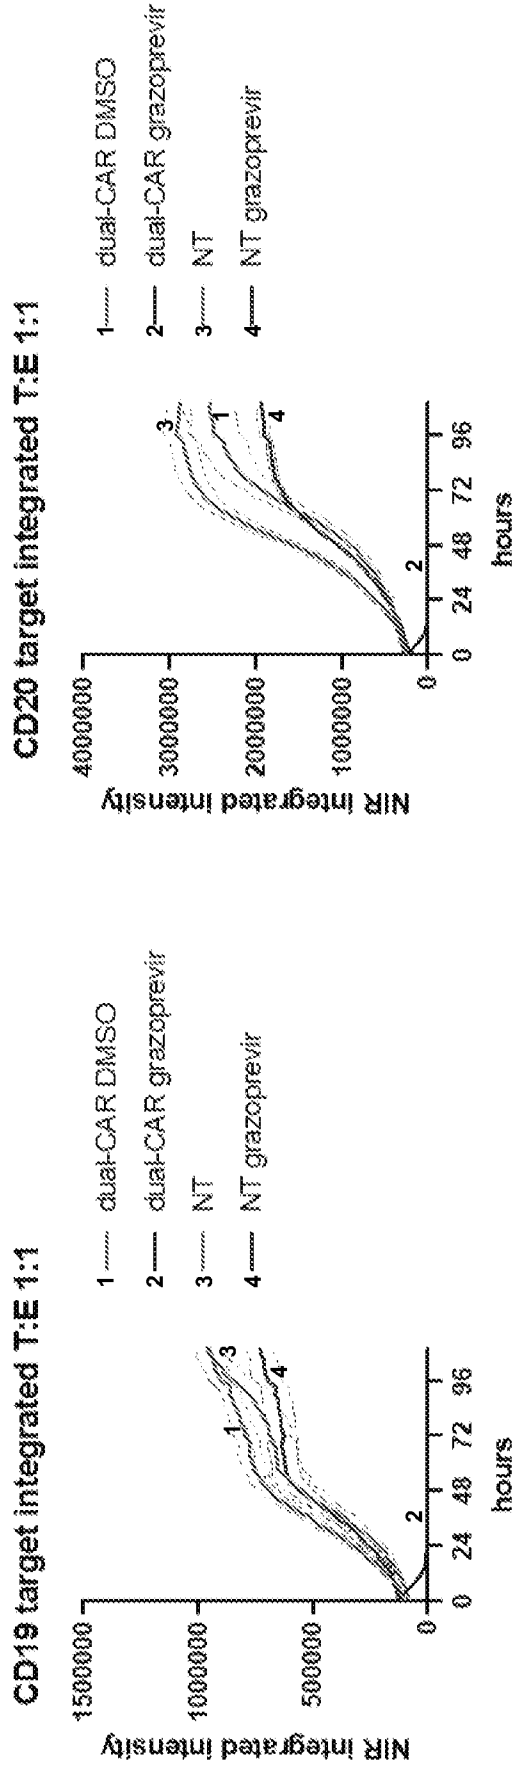 CD19 target integrated T:E 1:1
NIR integrated intensity
1500000
1000000
500000
0
0 24 48 72 96
hours
1
3
4
2
1 dual-CAR DMSO
2 dual-CAR grazoprevir
3 NT
4 NT grazoprevir
CD20 target integrated T:E 1:1
NIR integrated intensity
4000000
3000000
2000000
1000000
0
0 24 48 72 96
hours
3
1
4
2
1 dual-CAR DMSO
2 dual-CAR grazoprevir
3 NT
4 NT grazoprevir